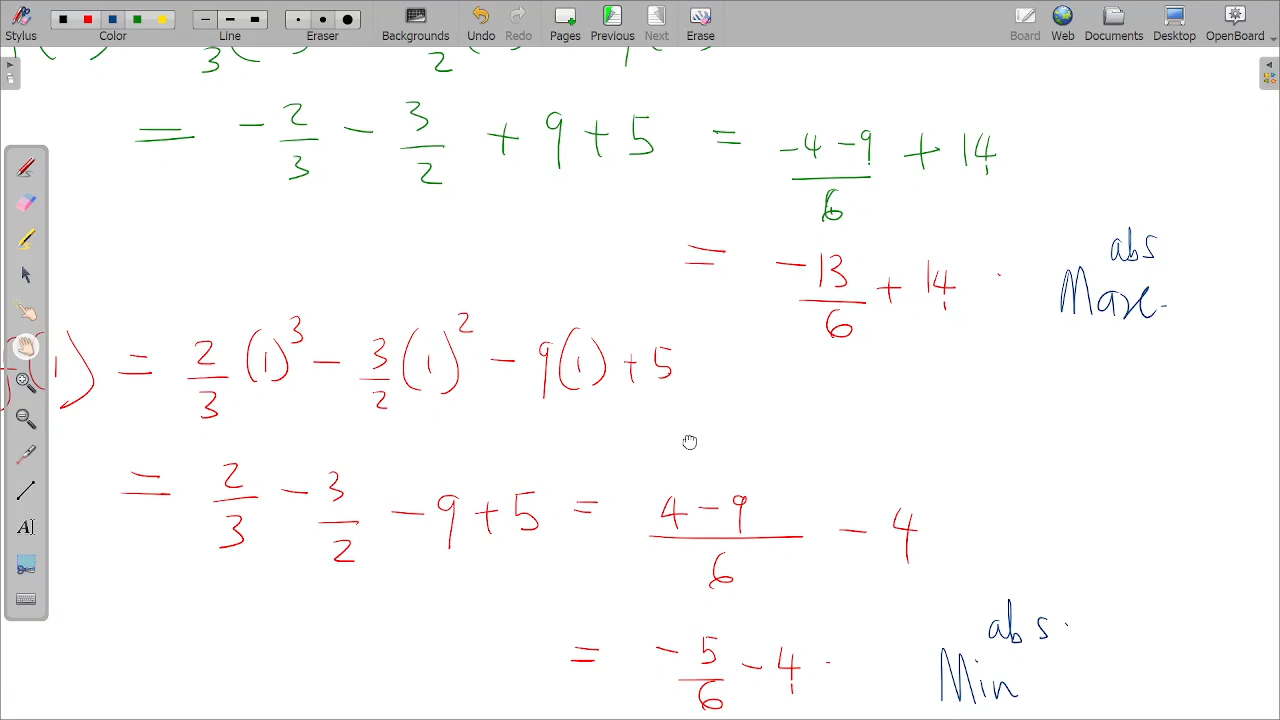 Stylus Color Line Eraser Backgrounds Undo Redo Pages Previous Next Erase Board Web Documents Desktop OpenBoard
= -2/3 - 3/2 + 9 + 5 = (-4 -9)/6 + 14
= -13/6 + 14 .
abs
Max
(1) = 2/3 (1)^3 - 3/2 (1)^2 - 9(1) + 5
= 2/3 - 3/2 - 9 + 5 = (4 - 9)/6 - 4
= -5/6 - 4 .
abs .
Min